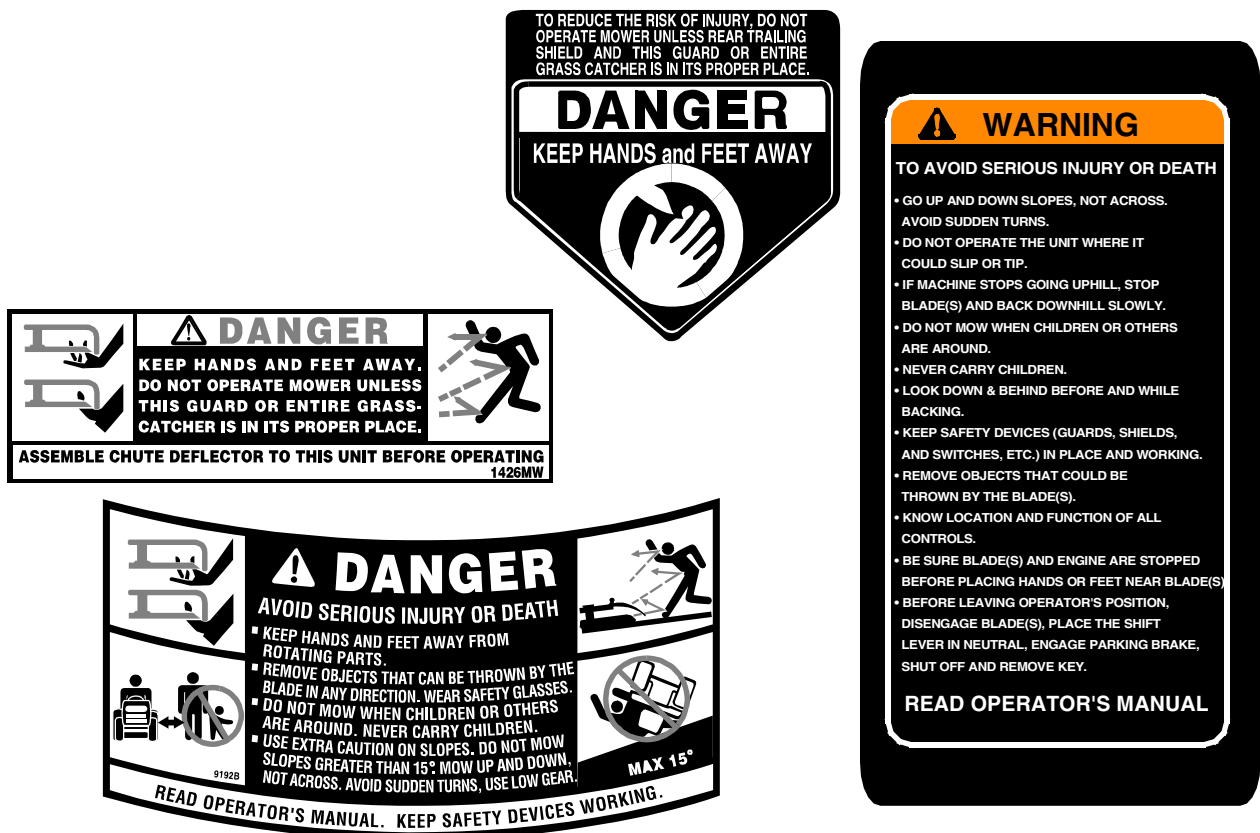 TO REDUCE THE RISK OF INJURY, DO NOT
OPERATE MOWER UNLESS REAR TRAILING
SHIELD AND THIS GUARD OR ENTIRE
GRASS CATCHER IS IN ITS PROPER PLACE.
DANGER
KEEP HANDS and FEET AWAY
DANGER
KEEP HANDS AND FEET AWAY.
DO NOT OPERATE MOWER UNLESS
THIS GUARD OR ENTIRE GRASS-
CATCHER IS IN ITS PROPER PLACE.
ASSEMBLE CHUTE DEFLECTOR TO THIS UNIT BEFORE OPERATING
1426MW
DANGER
AVOID SERIOUS INJURY OR DEATH
▪ KEEP HANDS AND FEET AWAY FROM
ROTATING PARTS.
▪ REMOVE OBJECTS THAT CAN BE THROWN BY THE
BLADE IN ANY DIRECTION. WEAR SAFETY GLASSES.
▪ DO NOT MOW WHEN CHILDREN OR OTHERS
ARE AROUND. NEVER CARRY CHILDREN.
▪ USE EXTRA CAUTION ON SLOPES. DO NOT MOW
SLOPES GREATER THAN 15°. MOW UP AND DOWN,
NOT ACROSS. AVOID SUDDEN TURNS, USE LOW GEAR.
9192B
MAX 15°
READ OPERATOR'S MANUAL. KEEP SAFETY DEVICES WORKING.
WARNING
TO AVOID SERIOUS INJURY OR DEATH
• GO UP AND DOWN SLOPES, NOT ACROSS.
AVOID SUDDEN TURNS.
• DO NOT OPERATE THE UNIT WHERE IT
COULD SLIP OR TIP.
• IF MACHINE STOPS GOING UPHILL, STOP
BLADE(S) AND BACK DOWNHILL SLOWLY.
• DO NOT MOW WHEN CHILDREN OR OTHERS
ARE AROUND.
• NEVER CARRY CHILDREN.
• LOOK DOWN & BEHIND BEFORE AND WHILE
BACKING.
• KEEP SAFETY DEVICES (GUARDS, SHIELDS,
AND SWITCHES, ETC.) IN PLACE AND WORKING.
• REMOVE OBJECTS THAT COULD BE
THROWN BY THE BLADE(S).
• KNOW LOCATION AND FUNCTION OF ALL
CONTROLS.
• BE SURE BLADE(S) AND ENGINE ARE STOPPED
BEFORE PLACING HANDS OR FEET NEAR BLADE(S)
• BEFORE LEAVING OPERATOR'S POSITION,
DISENGAGE BLADE(S), PLACE THE SHIFT
LEVER IN NEUTRAL, ENGAGE PARKING BRAKE,
SHUT OFF AND REMOVE KEY.
READ OPERATOR'S MANUAL